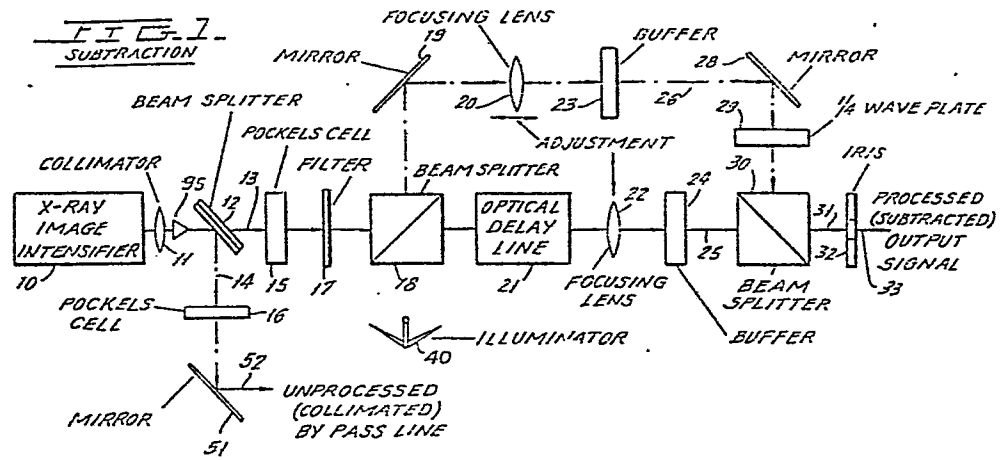 FIG. 1.
SUBTRACTION
FOCUSING LENS
19
MIRROR
BUFFER
28
MIRROR
20
23
26
BEAM SPLITTER
POCKELS CELL
ADJUSTMENT
29
1/4 WAVE PLATE
COLLIMATOR
95
FILTER
BEAM SPLITTER
30
IRIS
12
13
24
22
X-RAY
IMAGE
INTENSIFIER
OPTICAL
DELAY
LINE
PROCESSED
(SUBTRACTED)
OUTPUT
SIGNAL
31
32
33
10
11
14
15
17
18
21
25
FOCUSING
LENS
BEAM
SPLITTER
POCKELS
CELL
16
ILLUMINATOR
40
BUFFER
52
MIRROR
51
UNPROCESSED
(COLLIMATED)
BY PASS LINE